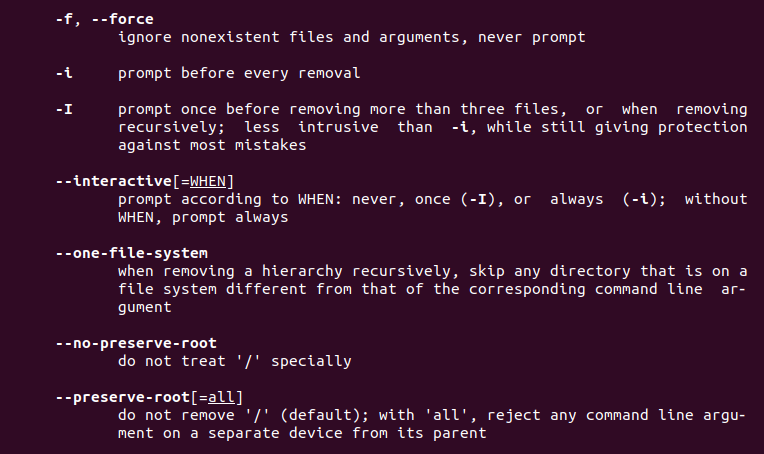 -f, --force
ignore nonexistent files and arguments, never prompt
-i     prompt before every removal
-I     prompt once before removing more than three files,  or  when  removing
recursively;  less  intrusive  than  -i, while still giving protection
against most mistakes
--interactive[=WHEN]
prompt according to WHEN: never, once (-I), or  always  (-i);  without
WHEN, prompt always
--one-file-system
when removing a hierarchy recursively, skip any directory that is on a
file system different from that of the corresponding command line  ar-
gument
--no-preserve-root
do not treat '/' specially
--preserve-root[=all]
do not remove '/' (default); with 'all', reject any command line argu-
ment on a separate device from its parent